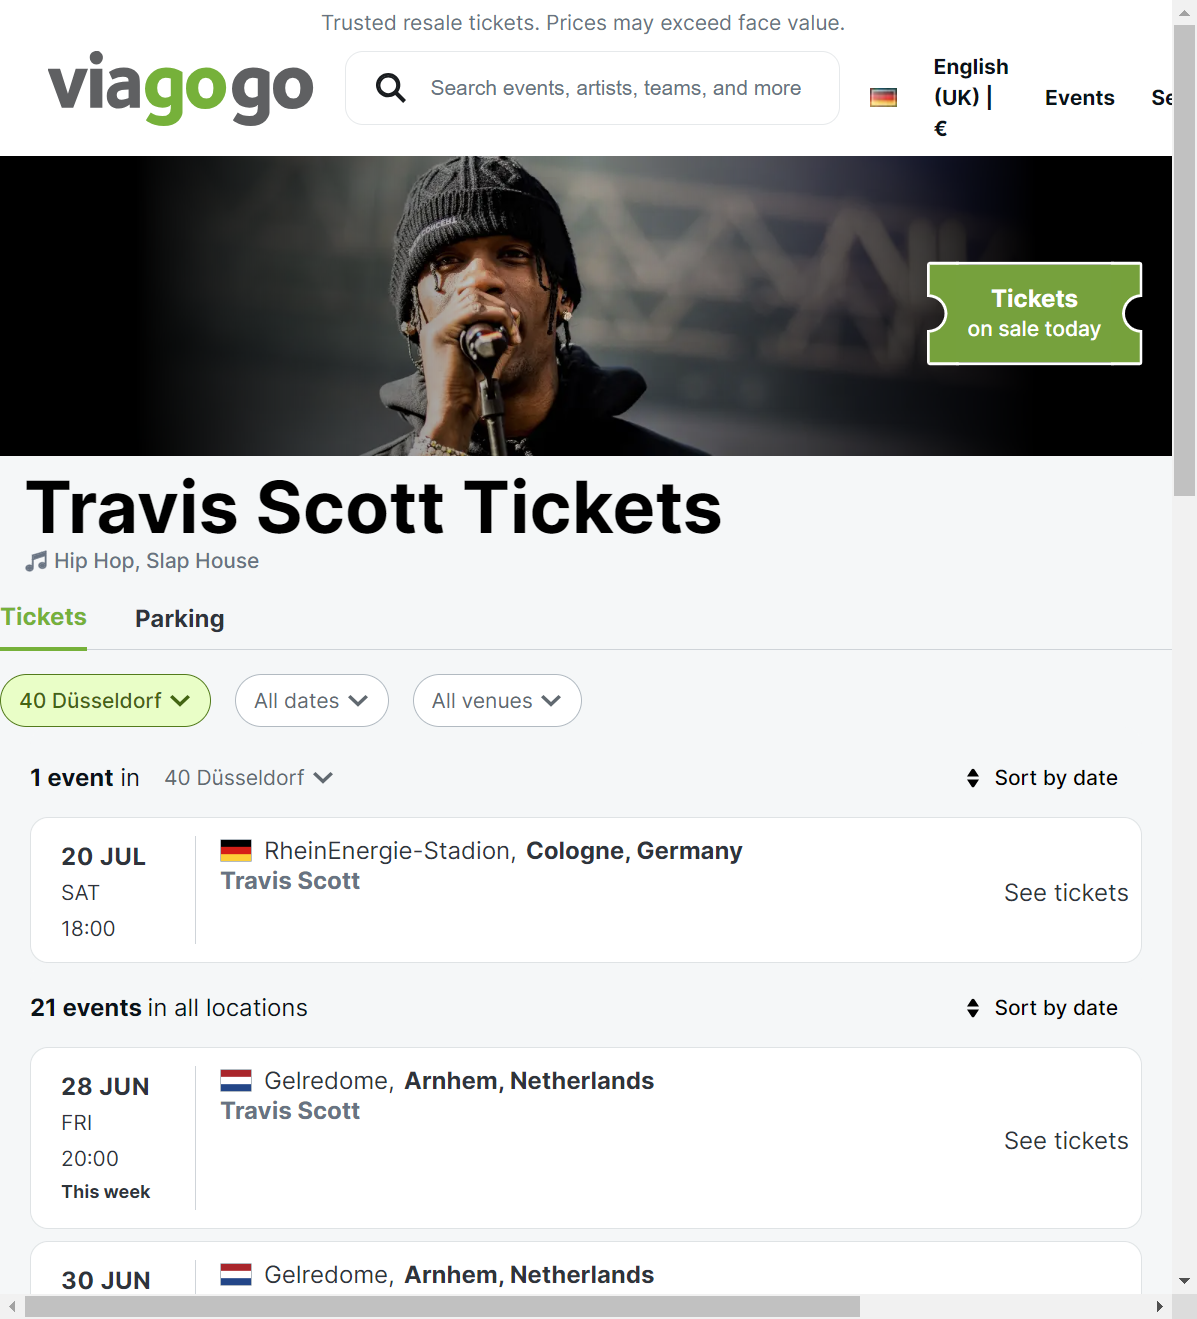 Trusted resale tickets. Prices may exceed face value.
viagogo
Search events, artists, teams, and more
English
(UK) |
€
Events
Se
Tickets
on sale today
Travis Scott Tickets
Hip Hop, Slap House
Tickets
Parking
40 Düsseldorf
All dates
All venues
1 event in 40 Düsseldorf
Sort by date
20 JUL
SAT
18:00
RheinEnergie-Stadion, Cologne, Germany
Travis Scott
See tickets
21 events in all locations
Sort by date
28 JUN
FRI
20:00
This week
Gelredome, Arnhem, Netherlands
Travis Scott
See tickets
30 JUN
Gelredome, Arnhem, Netherlands